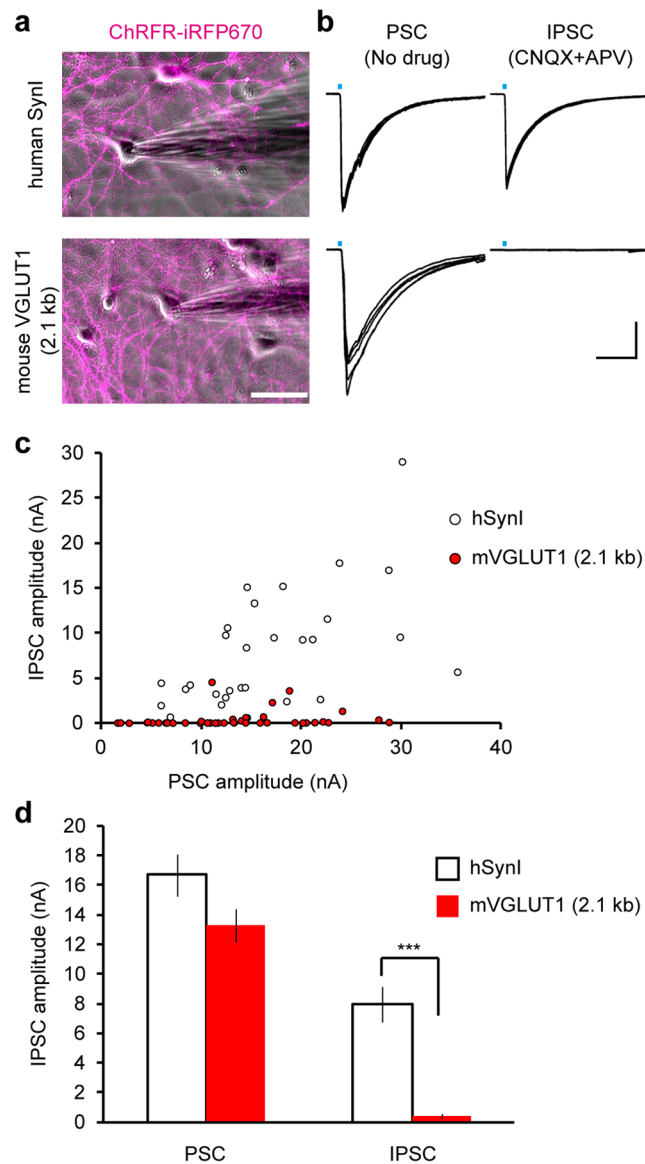 a
ChRFR-iRFP670
human SynI
mouse VGLUT1
(2.1 kb)
b
PSC
(No drug)
IPSC
(CNQX+APV)
c
IPSC amplitude (nA)
30
25
20
15
10
5
0
0
10
20
30
40
PSC amplitude (nA)
hSynI
mVGLUT1 (2.1 kb)
d
IPSC amplitude (nA)
20
18
16
14
12
10
8
6
4
2
0
PSC
IPSC
***
hSynI
mVGLUT1 (2.1 kb)